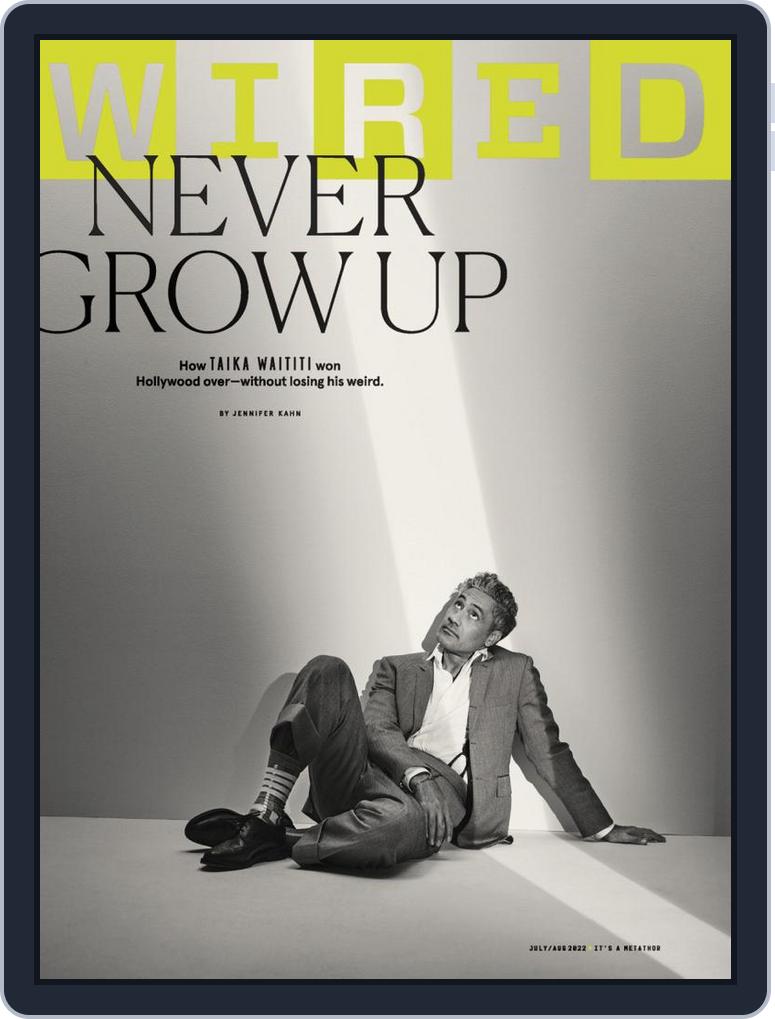 WIRED
NEVER
GROW UP
How TAIKA WAITITI won
Hollywood over—without losing his weird.
BY JENNIFER KAHN
JULY/AUG 2022 • IT'S A METATHOR